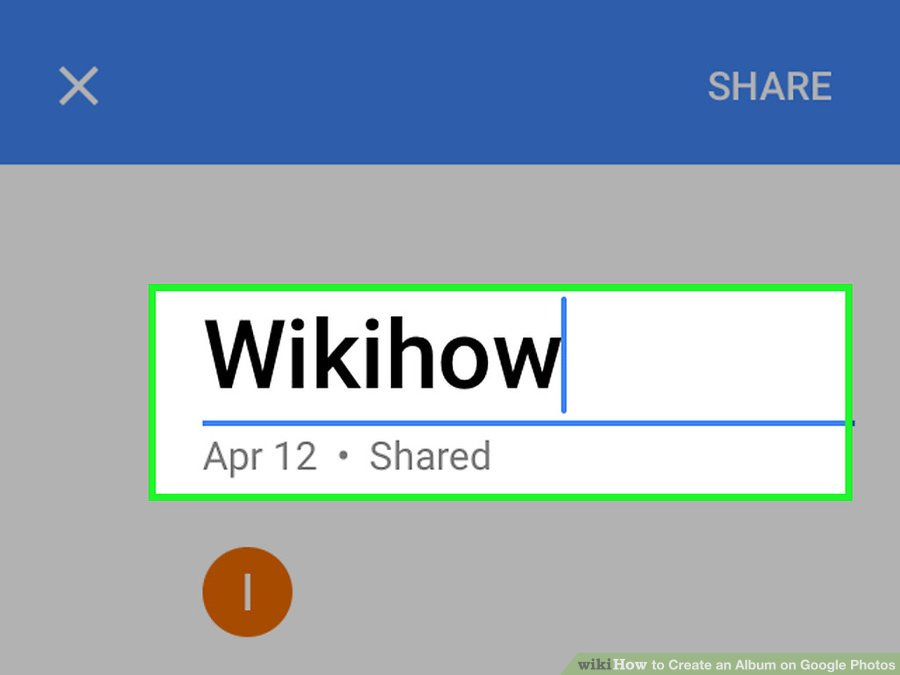 SHARE
Wikihow
Apr 12 • Shared
I
wikiHow to Create an Album on Google Photos